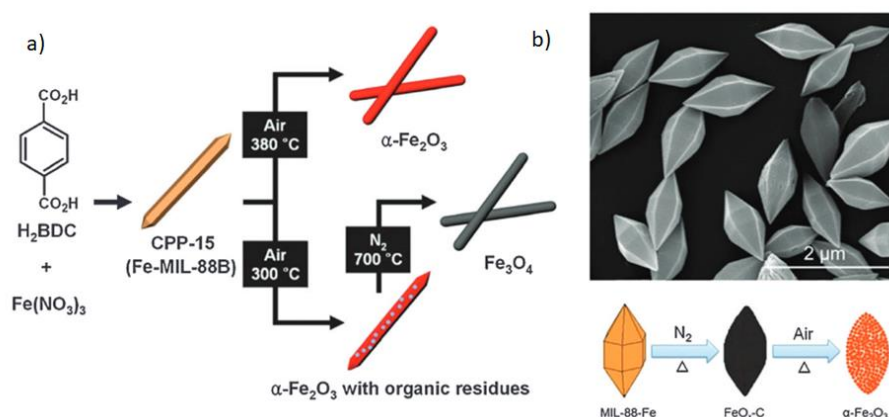 a)
CO₂H
CO₂H
H₂BDC
+
Fe(NO₃)₃
CPP-15
(Fe-MIL-88B)
Air
380 °C
α-Fe₂O₃
Air
300 °C
N₂
700 °C
Fe₃O₄
α-Fe₂O₃ with organic residues
b)
2 μm
N₂
△
Air
△
MIL-88-Fe
FeOₓ-C
α-Fe₂O₃